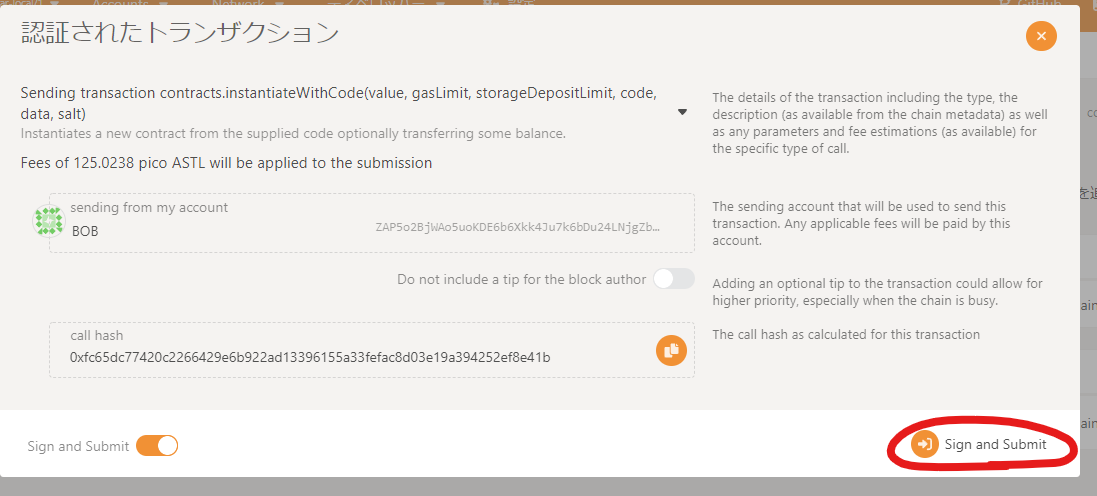 Accounts
Network
GitHub
認証されたトランザクション
Sending transaction contracts.instantiateWithCode(value, gasLimit, storageDepositLimit, code,
data, salt)
Instantiates a new contract from the supplied code optionally transferring some balance.
Fees of 125.0238 pico ASTL will be applied to the submission
The details of the transaction including the type, the
description (as available from the chain metadata) as well
as any parameters and fee estimations (as available) for
the specific type of call.
sending from my account
BOB
ZAP5o2BjWAo5uoKDE6b6Xkk4Ju7k6bDu24LNjgZb...
The sending account that will be used to send this
transaction. Any applicable fees will be paid by this
account.
Do not include a tip for the block author
Adding an optional tip to the transaction could allow for
higher priority, especially when the chain is busy.
call hash
0xfc65dc77420c2266429e6b922ad13396155a33fefac8d03e19a394252ef8e41b
The call hash as calculated for this transaction
Sign and Submit
Sign and Submit